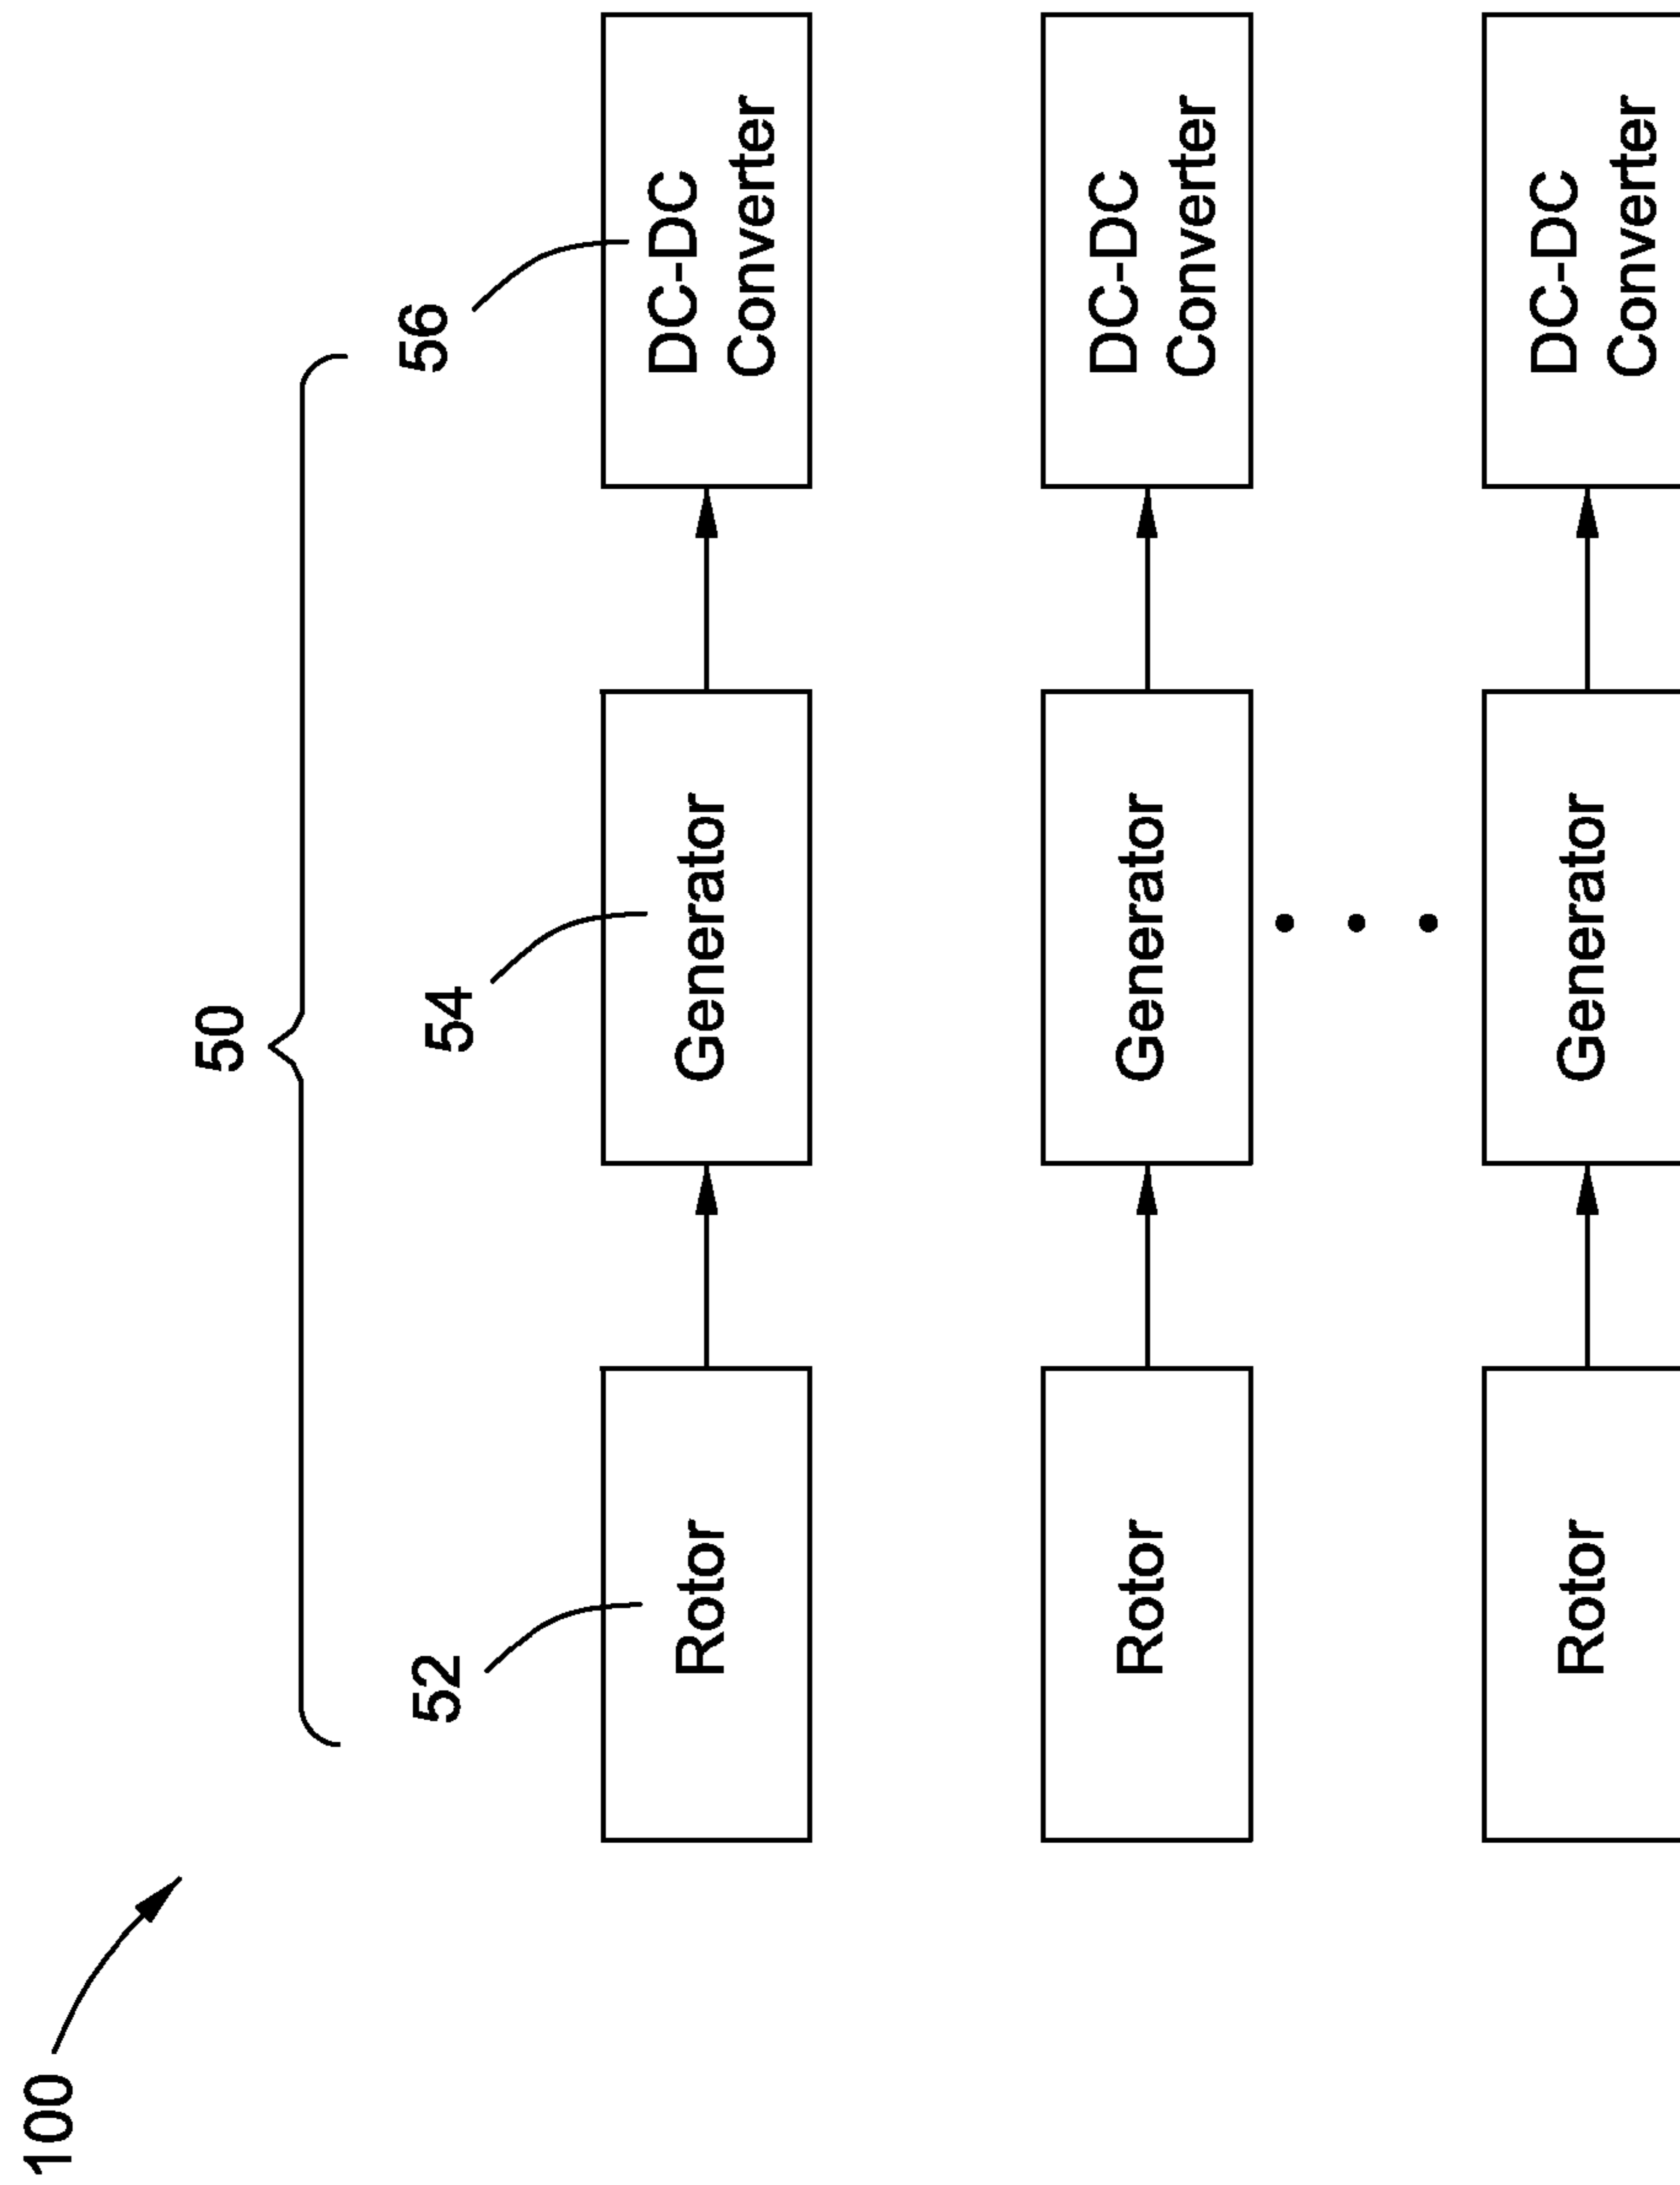 100
50
52
54
56
Rotor
Generator
DC-DC
Converter
Rotor
Generator
DC-DC
Converter
Rotor
Generator
DC-DC
Converter